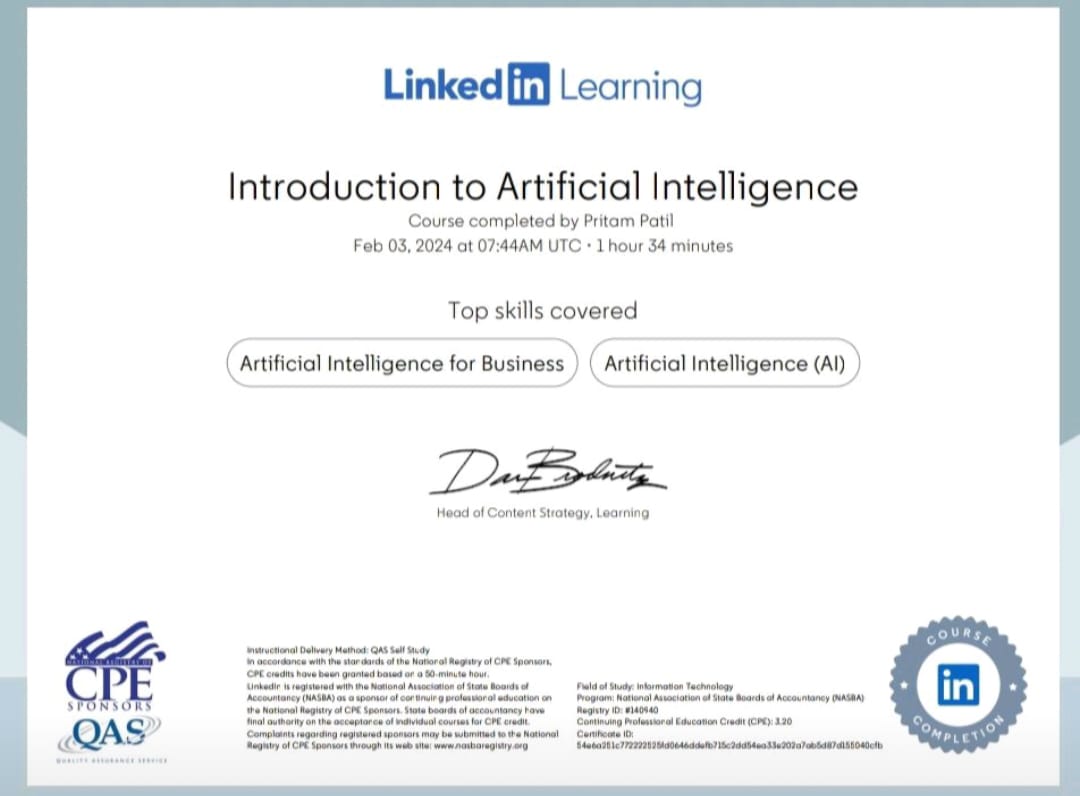 LinkedIn Learning
Introduction to Artificial Intelligence
Course completed by Pritam Patil
Feb 03, 2024 at 07:44AM UTC • 1 hour 34 minutes
Top skills covered
Artificial Intelligence for Business
Artificial Intelligence (AI)
Head of Content Strategy, Learning
NATIONAL REGISTRY OF
CPE
SPONSORS
QAS
QUALITY ASSURANCE SERVICE
Instructional Delivery Method: QAS Self Study
In accordance with the standards of the National Registry of CPE Sponsors,
CPE credits have been granted based on a 50-minute hour.
LinkedIn is registered with the National Association of State Boards of
Accountancy (NASBA) as a sponsor of continuing professional education on
the National Registry of CPE Sponsors. State boards of accountancy have
final authority on the acceptance of individual courses for CPE credit.
Complaints regarding registered sponsors may be submitted to the National
Registry of CPE Sponsors through its web site: www.nasbaregistry.org
Field of Study: Information Technology
Program: National Association of State Boards of Accountancy (NASBA)
Registry ID: #140940
Continuing Professional Education Credit (CPE): 3.20
Certificate ID:
COURSE
in
COMPLETION